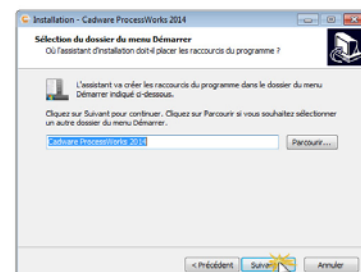 Installation - Cadware ProcessWorks 2014
Sélection du dossier du menu Démarrer
Où l'assistant d'installation doit-il placer les raccourcis du programme ?
L'assistant va créer les raccourcis du programme dans le dossier du menu
Démarrer indiqué ci-dessous.
Cliquez sur Suivant pour continuer. Cliquez sur Parcourir si vous souhaitez sélectionner
un autre dossier du menu Démarrer.
Cadware ProcessWorks 2014
Parcourir...
< Précédent
Annuler